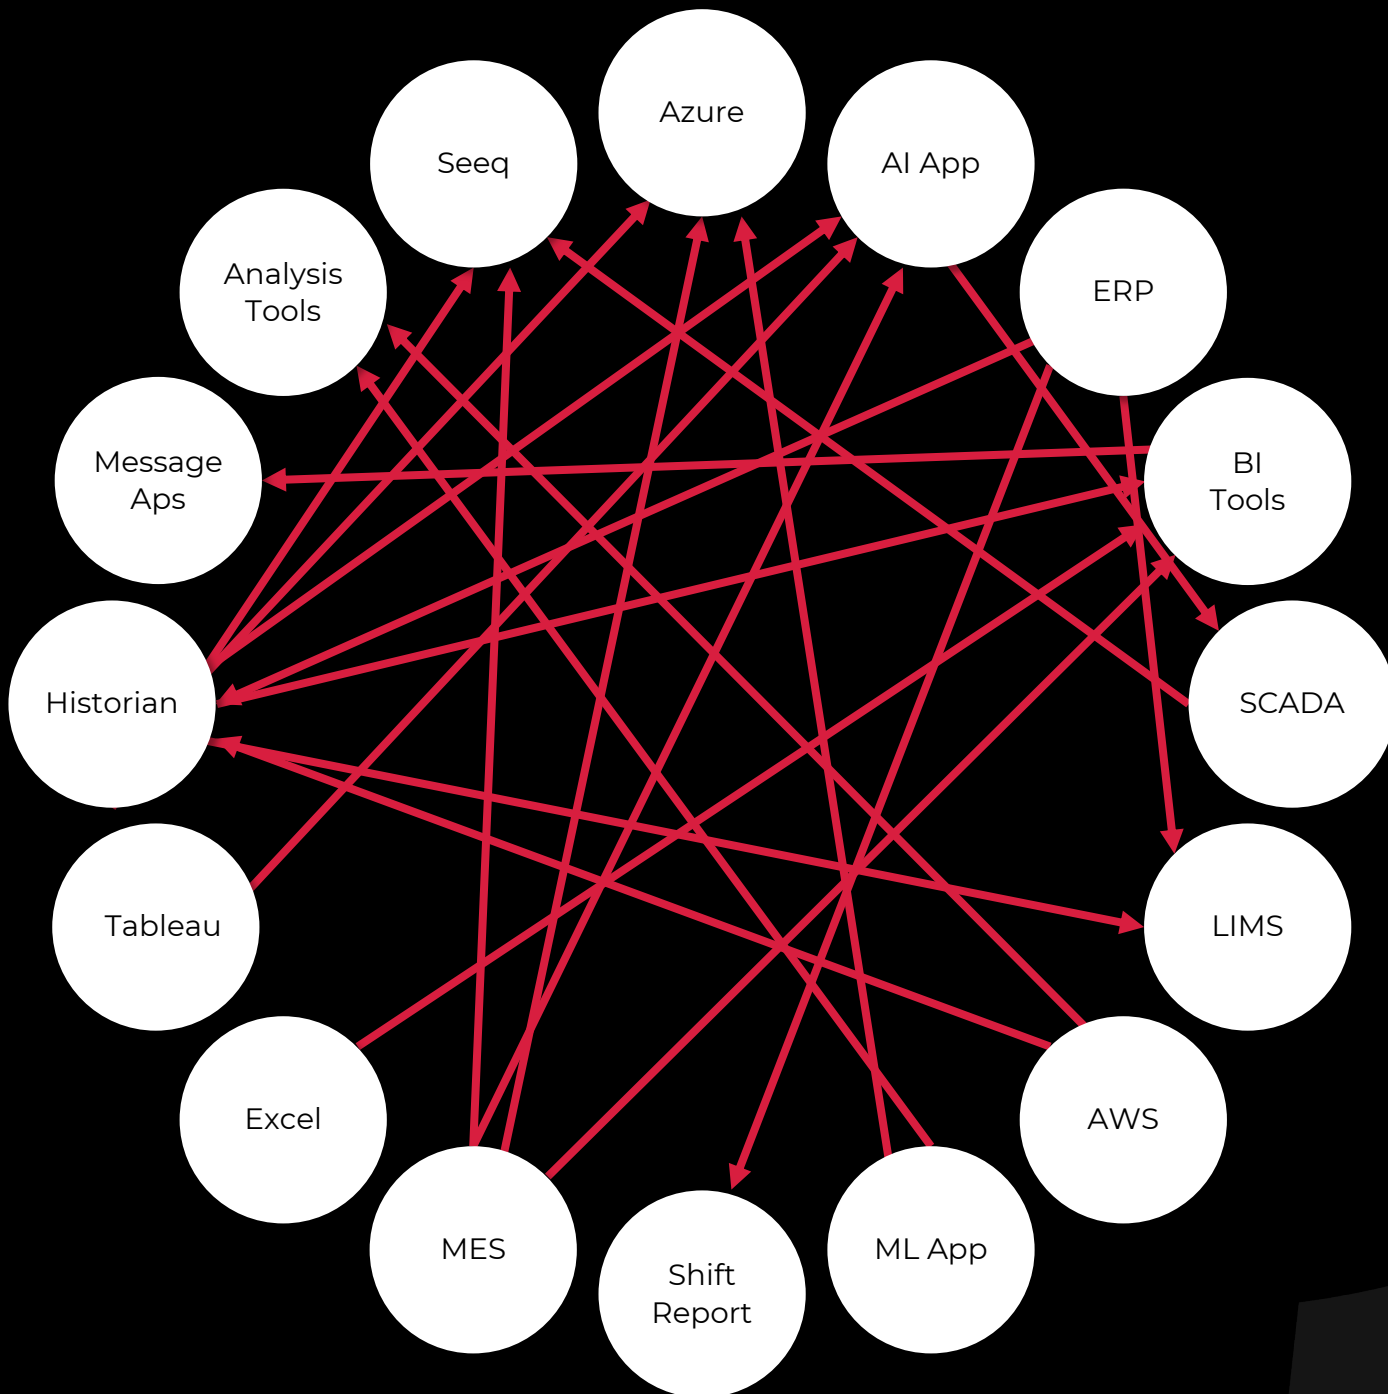 Azure
Seeq
AI App
Analysis
Tools
ERP
Message
Aps
BI
Tools
Historian
SCADA
Tableau
LIMS
Excel
AWS
MES
ML App
Shift
Report